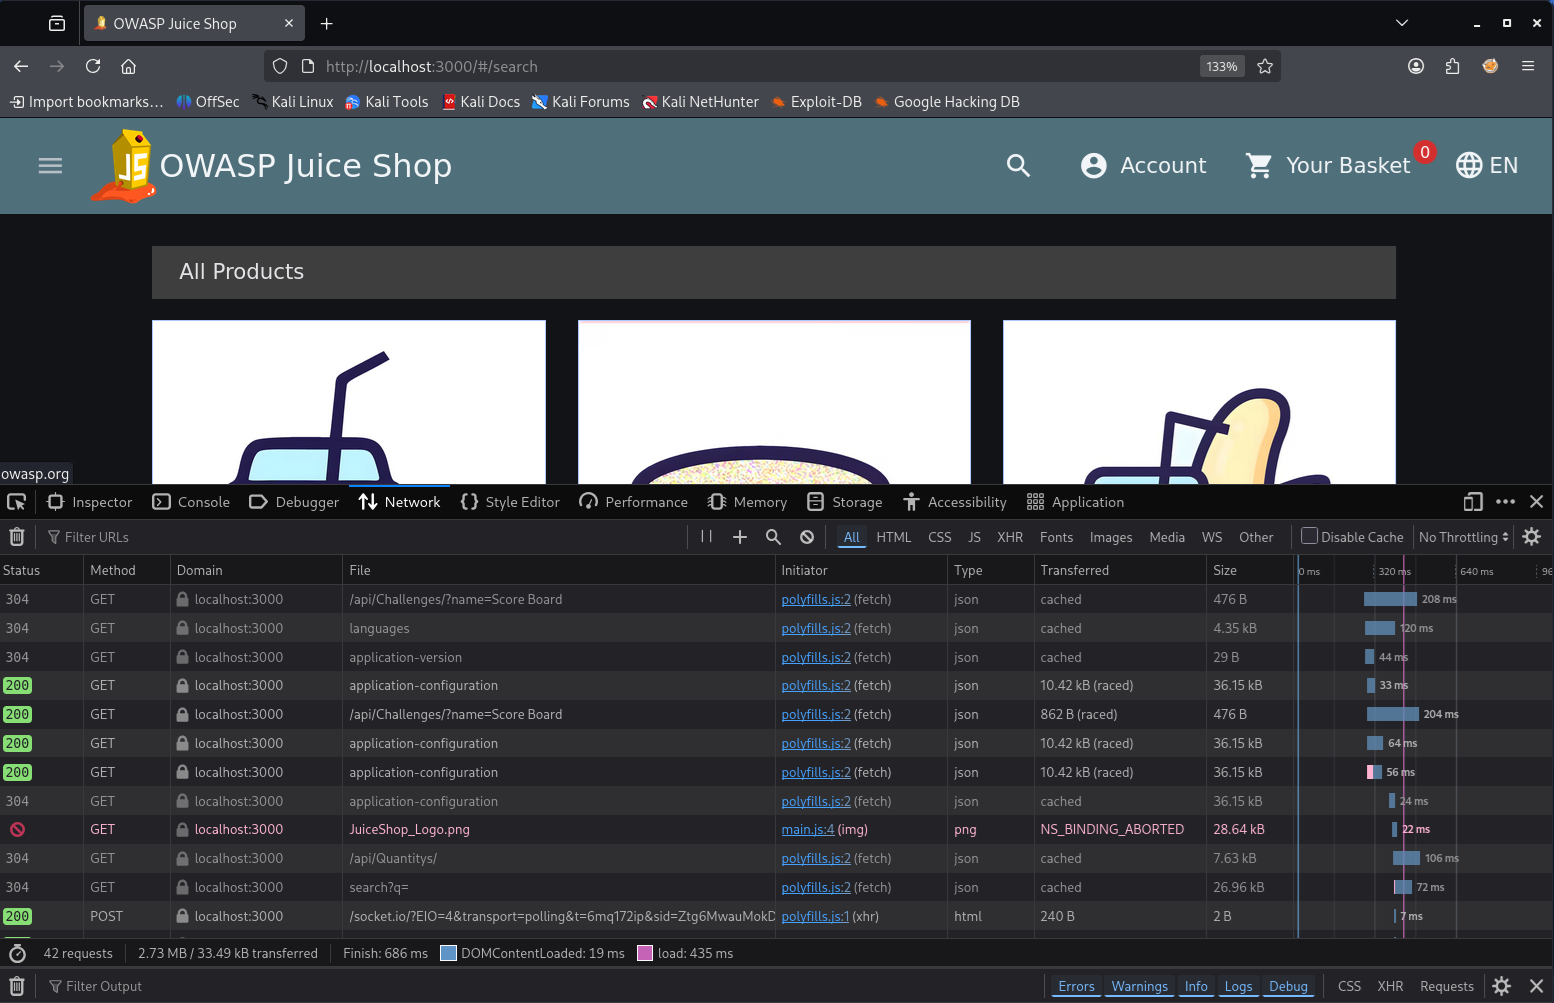 OWASP Juice Shop
http://localhost:3000/#/search 133%
Import bookmarks... OffSec Kali Linux Kali Tools Kali Docs Kali Forums Kali NetHunter Exploit-DB Google Hacking DB
JS OWASP Juice Shop Account Your Basket 0 EN
All Products
owasp.org
Inspector Console Debugger Network Style Editor Performance Memory Storage Accessibility Application
Filter URLs All HTML CSS JS XHR Fonts Images Media WS Other Disable Cache No Throttling
Status Method Domain File Initiator Type Transferred Size 0 ms 320 ms 640 ms 96
304 GET localhost:3000 /api/Challenges/?name=Score Board polyfills.js:2 (fetch) json cached 476 B 208 ms
304 GET localhost:3000 languages polyfills.js:2 (fetch) json cached 4.35 kB 120 ms
304 GET localhost:3000 application-version polyfills.js:2 (fetch) json cached 29 B 44 ms
200 GET localhost:3000 application-configuration polyfills.js:2 (fetch) json 10.42 kB (raced) 36.15 kB 33 ms
200 GET localhost:3000 /api/Challenges/?name=Score Board polyfills.js:2 (fetch) json 862 B (raced) 476 B 204 ms
200 GET localhost:3000 application-configuration polyfills.js:2 (fetch) json 10.42 kB (raced) 36.15 kB 64 ms
200 GET localhost:3000 application-configuration polyfills.js:2 (fetch) json 10.42 kB (raced) 36.15 kB 56 ms
304 GET localhost:3000 application-configuration polyfills.js:2 (fetch) json cached 36.15 kB 24 ms
GET localhost:3000 JuiceShop_Logo.png main.js:4 (img) png NS_BINDING_ABORTED 28.64 kB 22 ms
304 GET localhost:3000 /api/Quantitys/ polyfills.js:2 (fetch) json cached 7.63 kB 106 ms
304 GET localhost:3000 search?q= polyfills.js:2 (fetch) json cached 26.96 kB 72 ms
200 POST localhost:3000 /socket.io/?EIO=4&transport=polling&t=6mq172ip&sid=Ztg6MwauMokD polyfills.js:1 (xhr) html 240 B 2 B 7 ms
42 requests 2.73 MB / 33.49 kB transferred Finish: 686 ms DOMContentLoaded: 19 ms load: 435 ms
Filter Output Errors Warnings Info Logs Debug CSS XHR Requests